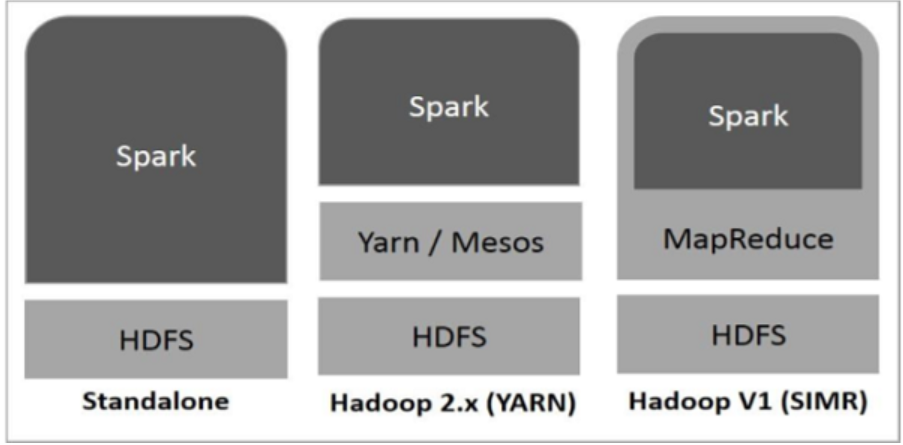 Spark
HDFS
Standalone
Spark
Yarn / Mesos
HDFS
Hadoop 2.x (YARN)
Spark
MapReduce
HDFS
Hadoop V1 (SIMR)